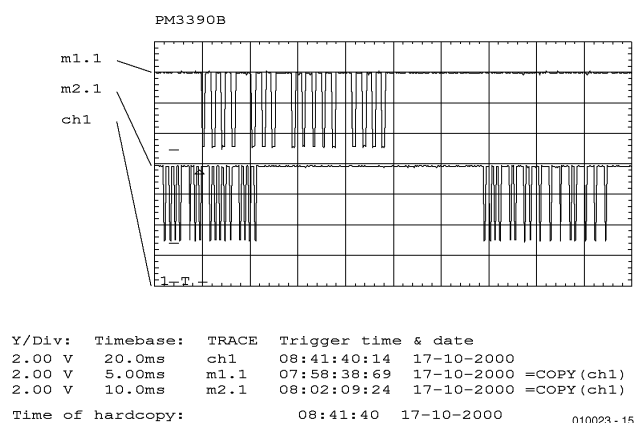 PM3390B
m1.1
m2.1
ch1
1 T
Y/Div: Timebase: TRACE Trigger time & date
2.00 V 20.0ms ch1 08:41:40:14 17-10-2000
2.00 V 5.00ms m1.1 07:58:38:69 17-10-2000 =COPY(ch1)
2.00 V 10.0ms m2.1 08:02:09:24 17-10-2000 =COPY(ch1)
Time of hardcopy: 08:41:40 17-10-2000
010023 - 15